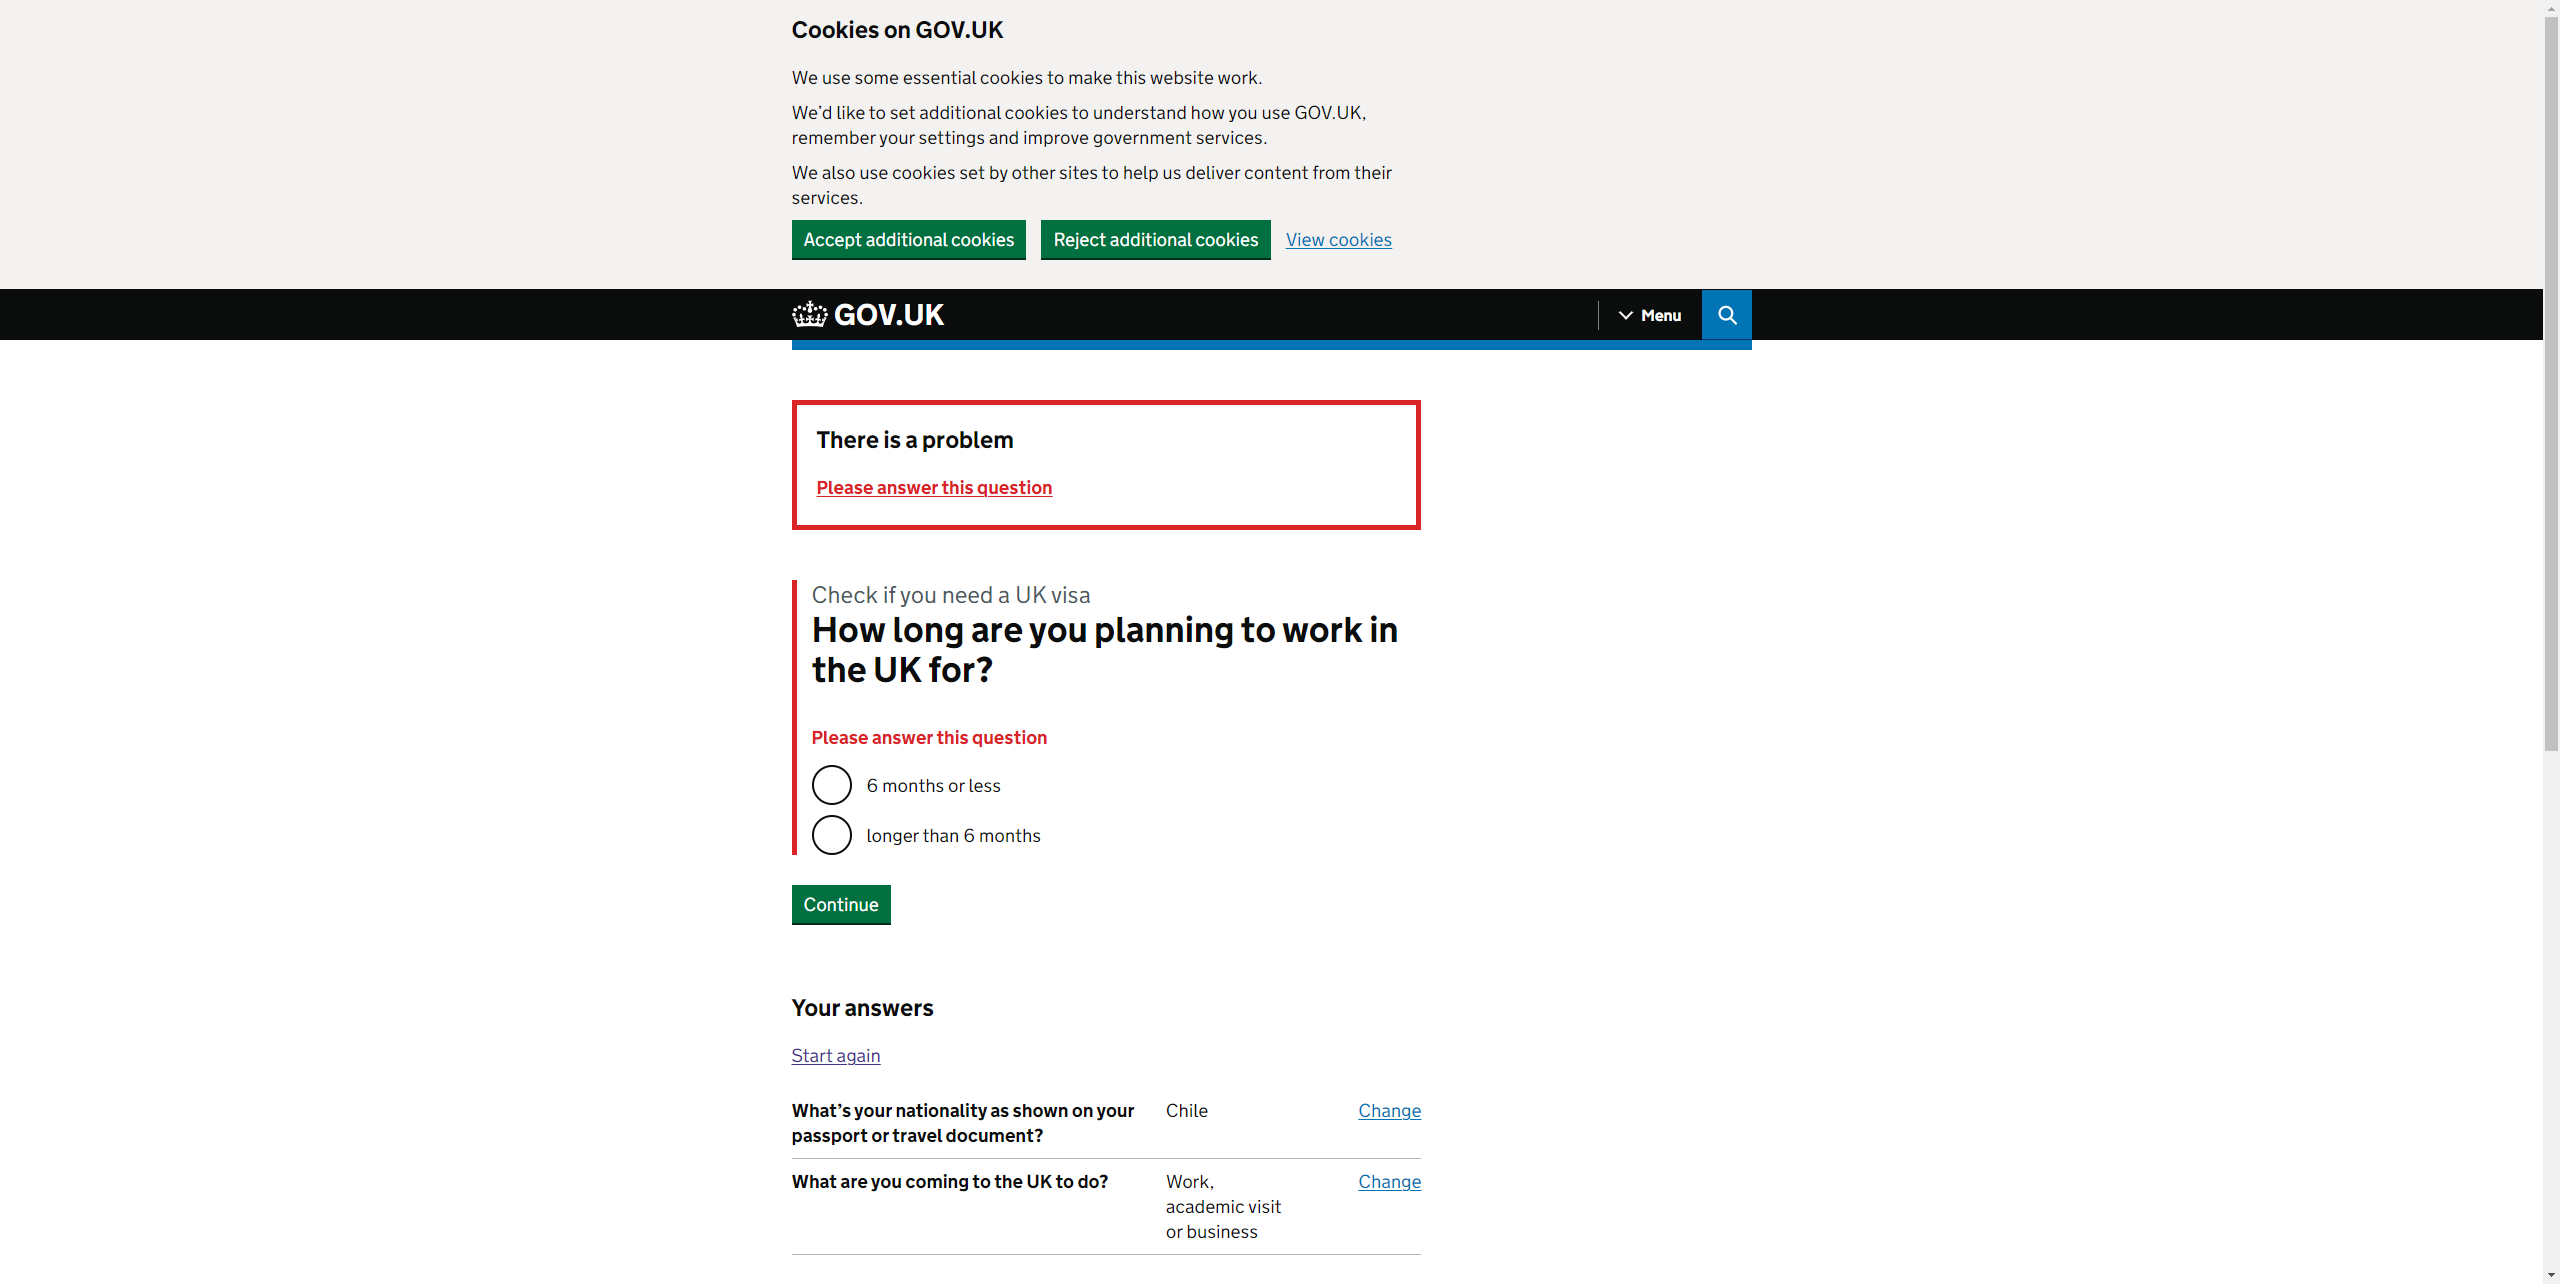 Cookies on GOV.UK
We use some essential cookies to make this website work.
We’d like to set additional cookies to understand how you use GOV.UK,
remember your settings and improve government services.
We also use cookies set by other sites to help us deliver content from their
services.
Accept additional cookies Reject additional cookies View cookies
GOV.UK Menu
There is a problem
Please answer this question
Check if you need a UK visa
How long are you planning to work in
the UK for?
Please answer this question
6 months or less
longer than 6 months
Continue
Your answers
Start again
What’s your nationality as shown on your Chile Change
passport or travel document?
What are you coming to the UK to do? Work, Change
academic visit
or business